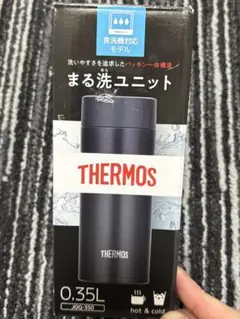 食洗機対応
モデル
洗いやすさを追求したパッキン一体構造
まる洗ユニット
THERMOS
THERMOS
0.35L
JOQ-350
hot & cold